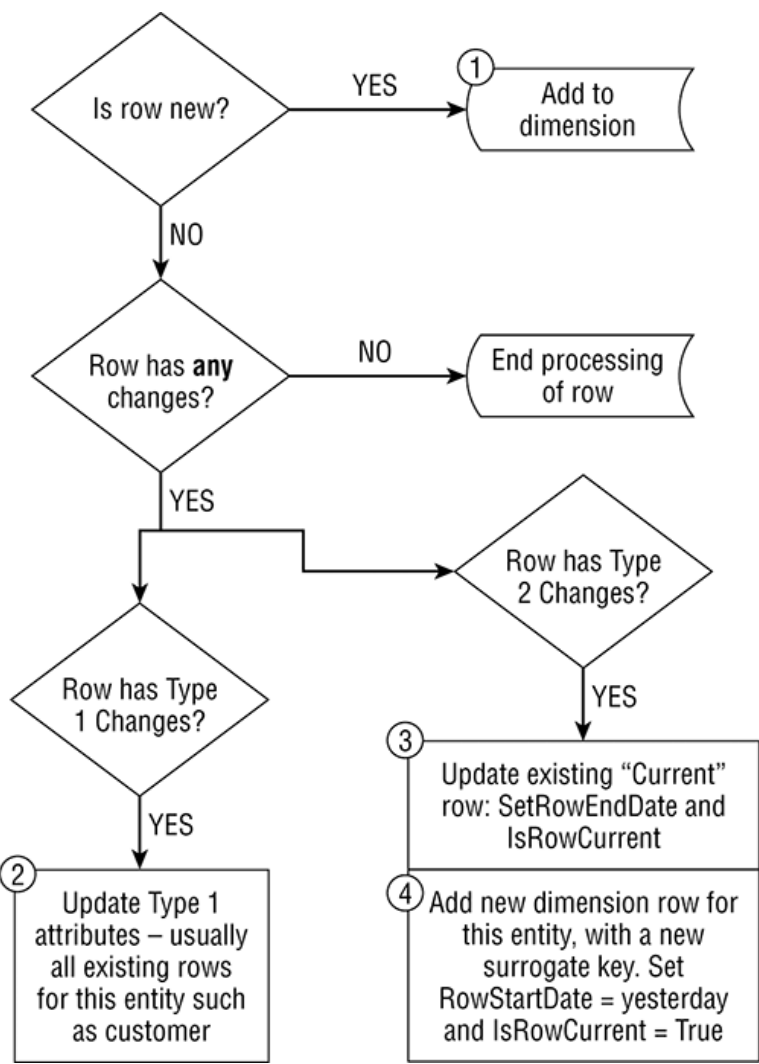 Is row new?
YES
1
Add to
dimension
NO
Row has any
changes?
NO
End processing
of row
YES
Row has Type
2 Changes?
Row has Type
1 Changes?
YES
3
Update existing “Current”
row: SetRowEndDate and
IsRowCurrent
YES
2
Update Type 1
attributes – usually
all existing rows
for this entity such
as customer
4
Add new dimension row for
this entity, with a new
surrogate key. Set
RowStartDate = yesterday
and IsRowCurrent = True